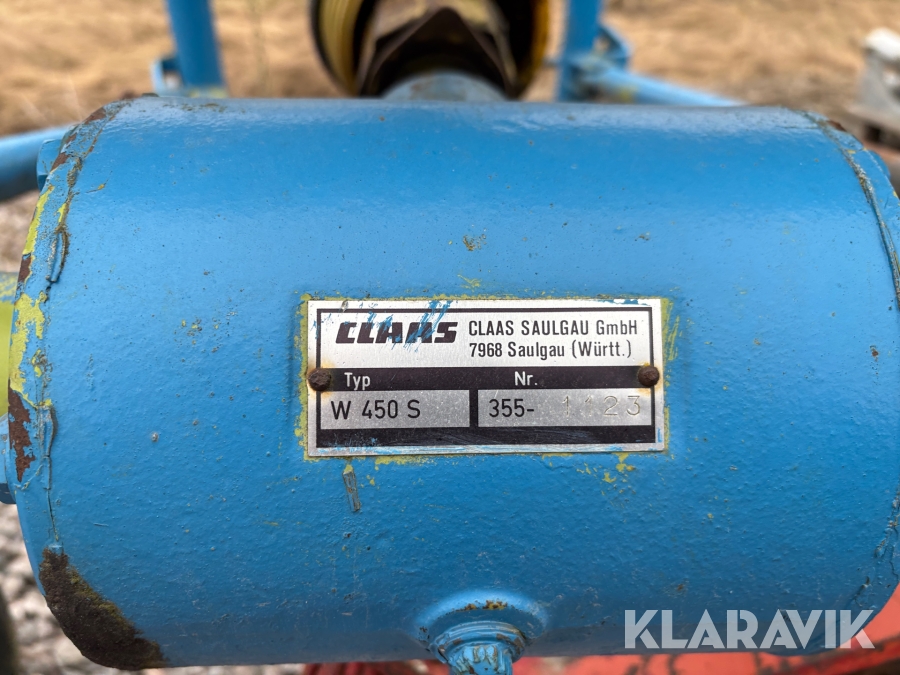 CLAAS
CLAAS SAULGAU GmbH
7968 Saulgau (Württ.)
Typ Nr.
W 450 S 355-
KLARAVIK